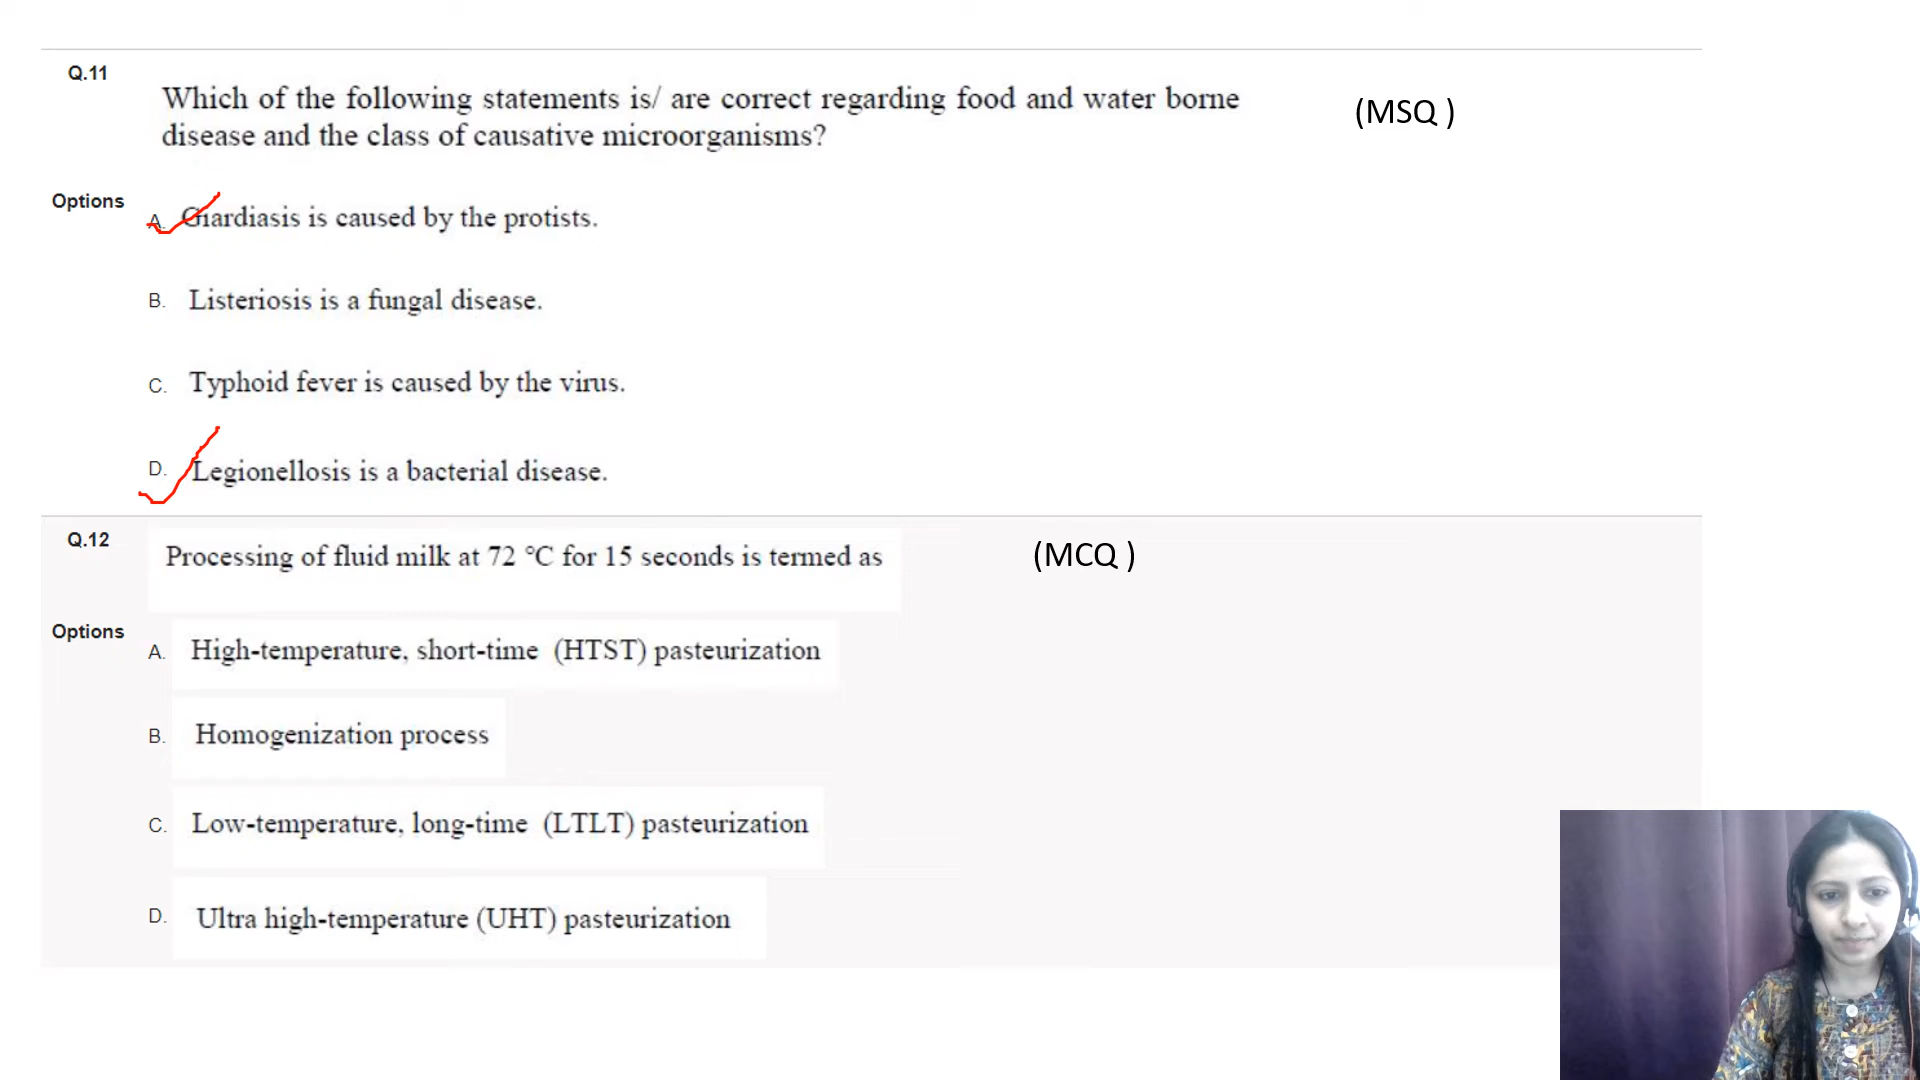 Q.11
Which of the following statements is/ are correct regarding food and water borne
(MSQ )
disease and the class of causative microorganisms?
Options
A. Giardiasis is caused by the protists.
B. Listeriosis is a fungal disease.
C. Typhoid fever is caused by the virus.
D. Legionellosis is a bacterial disease.
Q.12
Processing of fluid milk at 72 °C for 15 seconds is termed as
(MCQ )
Options
A. High-temperature, short-time (HTST) pasteurization
B. Homogenization process
C. Low-temperature, long-time (LTLT) pasteurization
D. Ultra high-temperature (UHT) pasteurization